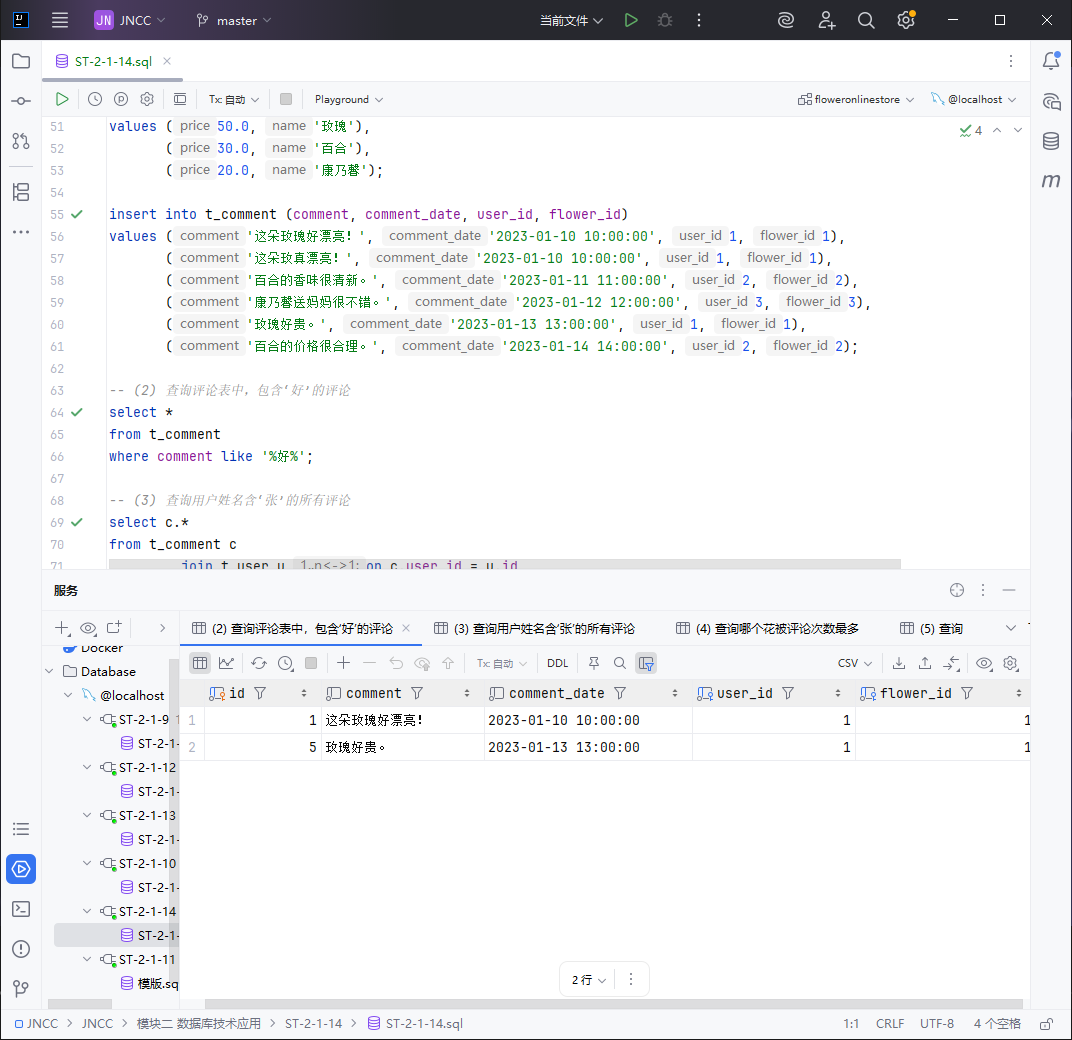 JN JNCC master 当前文件
ST-2-1-14.sql
Tx: 自动 Playground floweronlinestore @localhost
51 values ( price 50.0, name '玫瑰'), 4
52 ( price 30.0, name '百合'),
53 ( price 20.0, name '康乃馨');
54
55 insert into t_comment (comment, comment_date, user_id, flower_id)
56 values ( comment '这朵玫瑰好漂亮！', comment_date '2023-01-10 10:00:00', user_id 1, flower_id 1),
57 ( comment '这朵玫真漂亮！', comment_date '2023-01-10 10:00:00', user_id 1, flower_id 1),
58 ( comment '百合的香味很清新。', comment_date '2023-01-11 11:00:00', user_id 2, flower_id 2),
59 ( comment '康乃馨送妈妈很不错。', comment_date '2023-01-12 12:00:00', user_id 3, flower_id 3),
60 ( comment '玫瑰好贵。', comment_date '2023-01-13 13:00:00', user_id 1, flower_id 1),
61 ( comment '百合的价格很合理。', comment_date '2023-01-14 14:00:00', user_id 2, flower_id 2);
62
63 -- (2) 查询评论表中，包含‘好’的评论
64 select *
65 from t_comment
66 where comment like '%好%';
67
68 -- (3) 查询用户姓名含‘张’的所有评论
69 select c.*
70 from t_comment c
71 join t_user u 1..n<->1: on c.user_id = u.id
服务
(2) 查询评论表中，包含‘好’的评论 (3) 查询用户姓名含‘张’的所有评论 (4) 查询哪个花被评论次数最多 (5) 查询
Docker
Database
@localhost
ST-2-1-9 1
ST-2-1-
ST-2-1-12
ST-2-1-
ST-2-1-13
ST-2-1-
ST-2-1-10
ST-2-1-
ST-2-1-14
ST-2-1-
ST-2-1-11
模版.sq
Tx: 自动 DDL CSV
id comment comment_date user_id flower_id
1 1 这朵玫瑰好漂亮！ 2023-01-10 10:00:00 1 1
2 5 玫瑰好贵。 2023-01-13 13:00:00 1 1
2 行
JNCC > JNCC > 模块二 数据库技术应用 > ST-2-1-14 > ST-2-1-14.sql 1:1 CRLF UTF-8 4 个空格